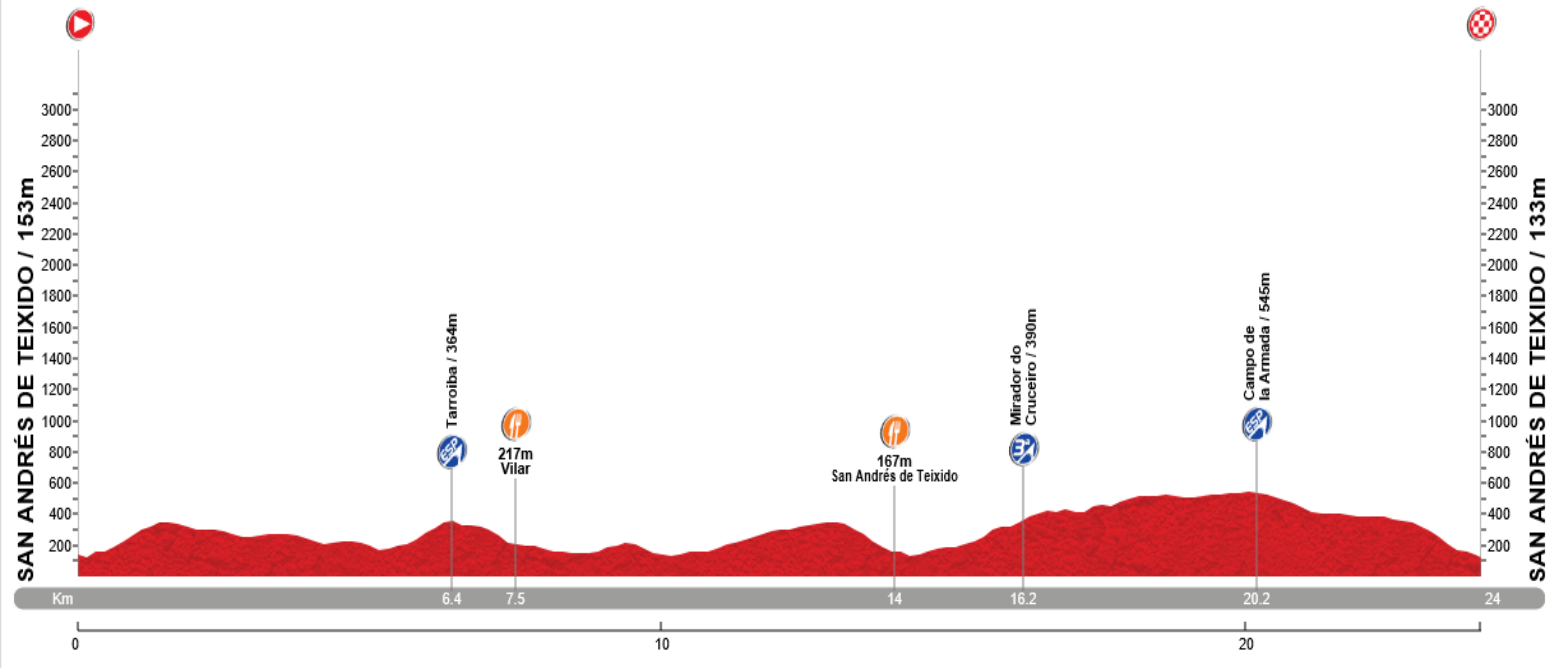 SAN ANDRÉS DE TEIXIDO / 153m
3000
2800
2600
2400
2200
2000
1800
1600
1400
1200
1000
800
600
400
200
Tarroiba / 364m
ESP
217m
Vilar
167m
San Andrés de Teixido
Mirador do
Cruceiro / 390m
3ª
Campo de
la Armada / 545m
ESP
3000
2800
2600
2400
2200
2000
1800
1600
1400
1200
1000
800
600
400
200
SAN ANDRÉS DE TEIXIDO / 133m
Km 6.4 7.5 14 16.2 20.2 24
0 10 20